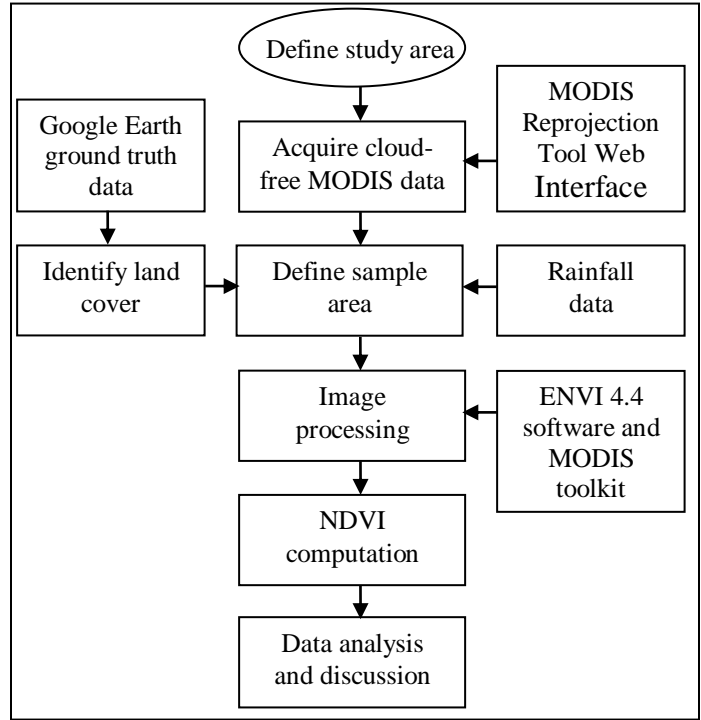 Define study area
Google Earth
ground truth
data
Acquire cloud-
free MODIS data
MODIS
Reprojection
Tool Web
Interface
Identify land
cover
Define sample
area
Rainfall
data
Image
processing
ENVI 4.4
software and
MODIS
toolkit
NDVI
computation
Data analysis
and discussion